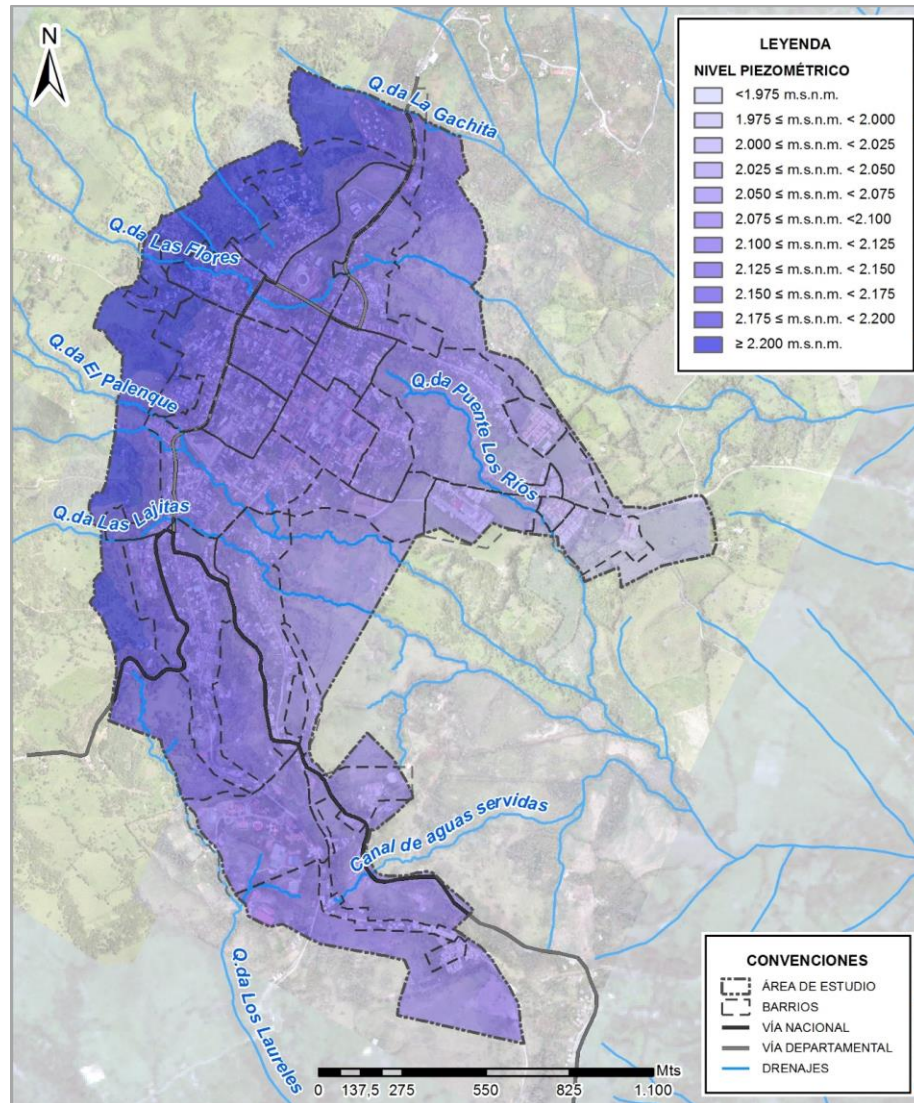 N
Q.da La Gachita
Q.da Las Flores
Q.da El Palenque
Q.da Puente Los Ríos
Q.da Las Lajitas
Canal de aguas servidas
Q.da Los Laureles
LEYENDA
NIVEL PIEZOMÉTRICO
<1.975 m.s.n.m.
1.975 ≤ m.s.n.m. < 2.000
2.000 ≤ m.s.n.m. < 2.025
2.025 ≤ m.s.n.m. < 2.050
2.050 ≤ m.s.n.m. < 2.075
2.075 ≤ m.s.n.m. <2.100
2.100 ≤ m.s.n.m. < 2.125
2.125 ≤ m.s.n.m. < 2.150
2.150 ≤ m.s.n.m. < 2.175
2.175 ≤ m.s.n.m. < 2.200
≥ 2.200 m.s.n.m.
CONVENCIONES
ÁREA DE ESTUDIO
BARRIOS
VÍA NACIONAL
VÍA DEPARTAMENTAL
DRENAJES
Mts
0 137,5 275 550 825 1.100